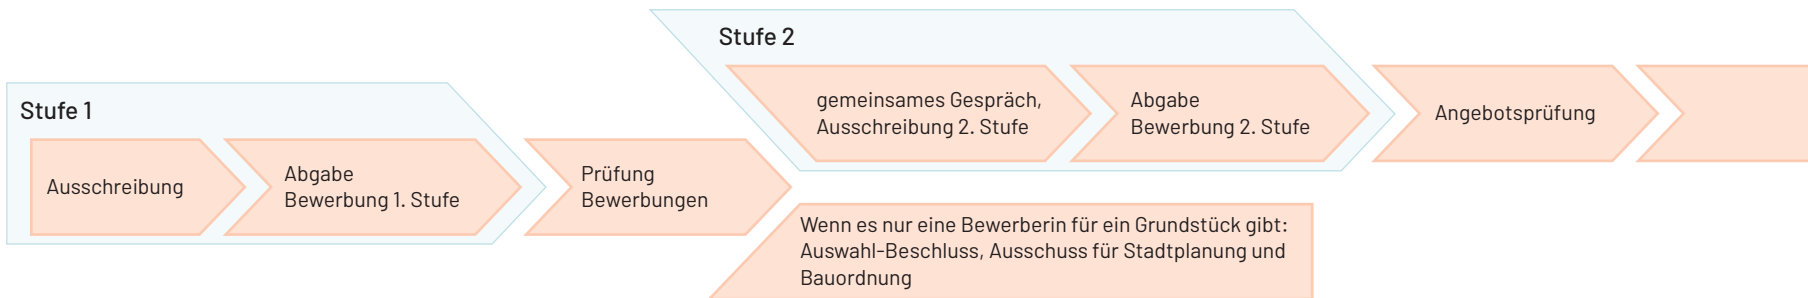 Stufe 1
Ausschreibung
Abgabe
Bewerbung 1. Stufe
Prüfung
Bewerbungen
Stufe 2
gemeinsames Gespräch,
Ausschreibung 2. Stufe
Abgabe
Bewerbung 2. Stufe
Angebotsprüfung
Wenn es nur eine Bewerberin für ein Grundstück gibt:
Auswahl-Beschluss, Ausschuss für Stadtplanung und
Bauordnung